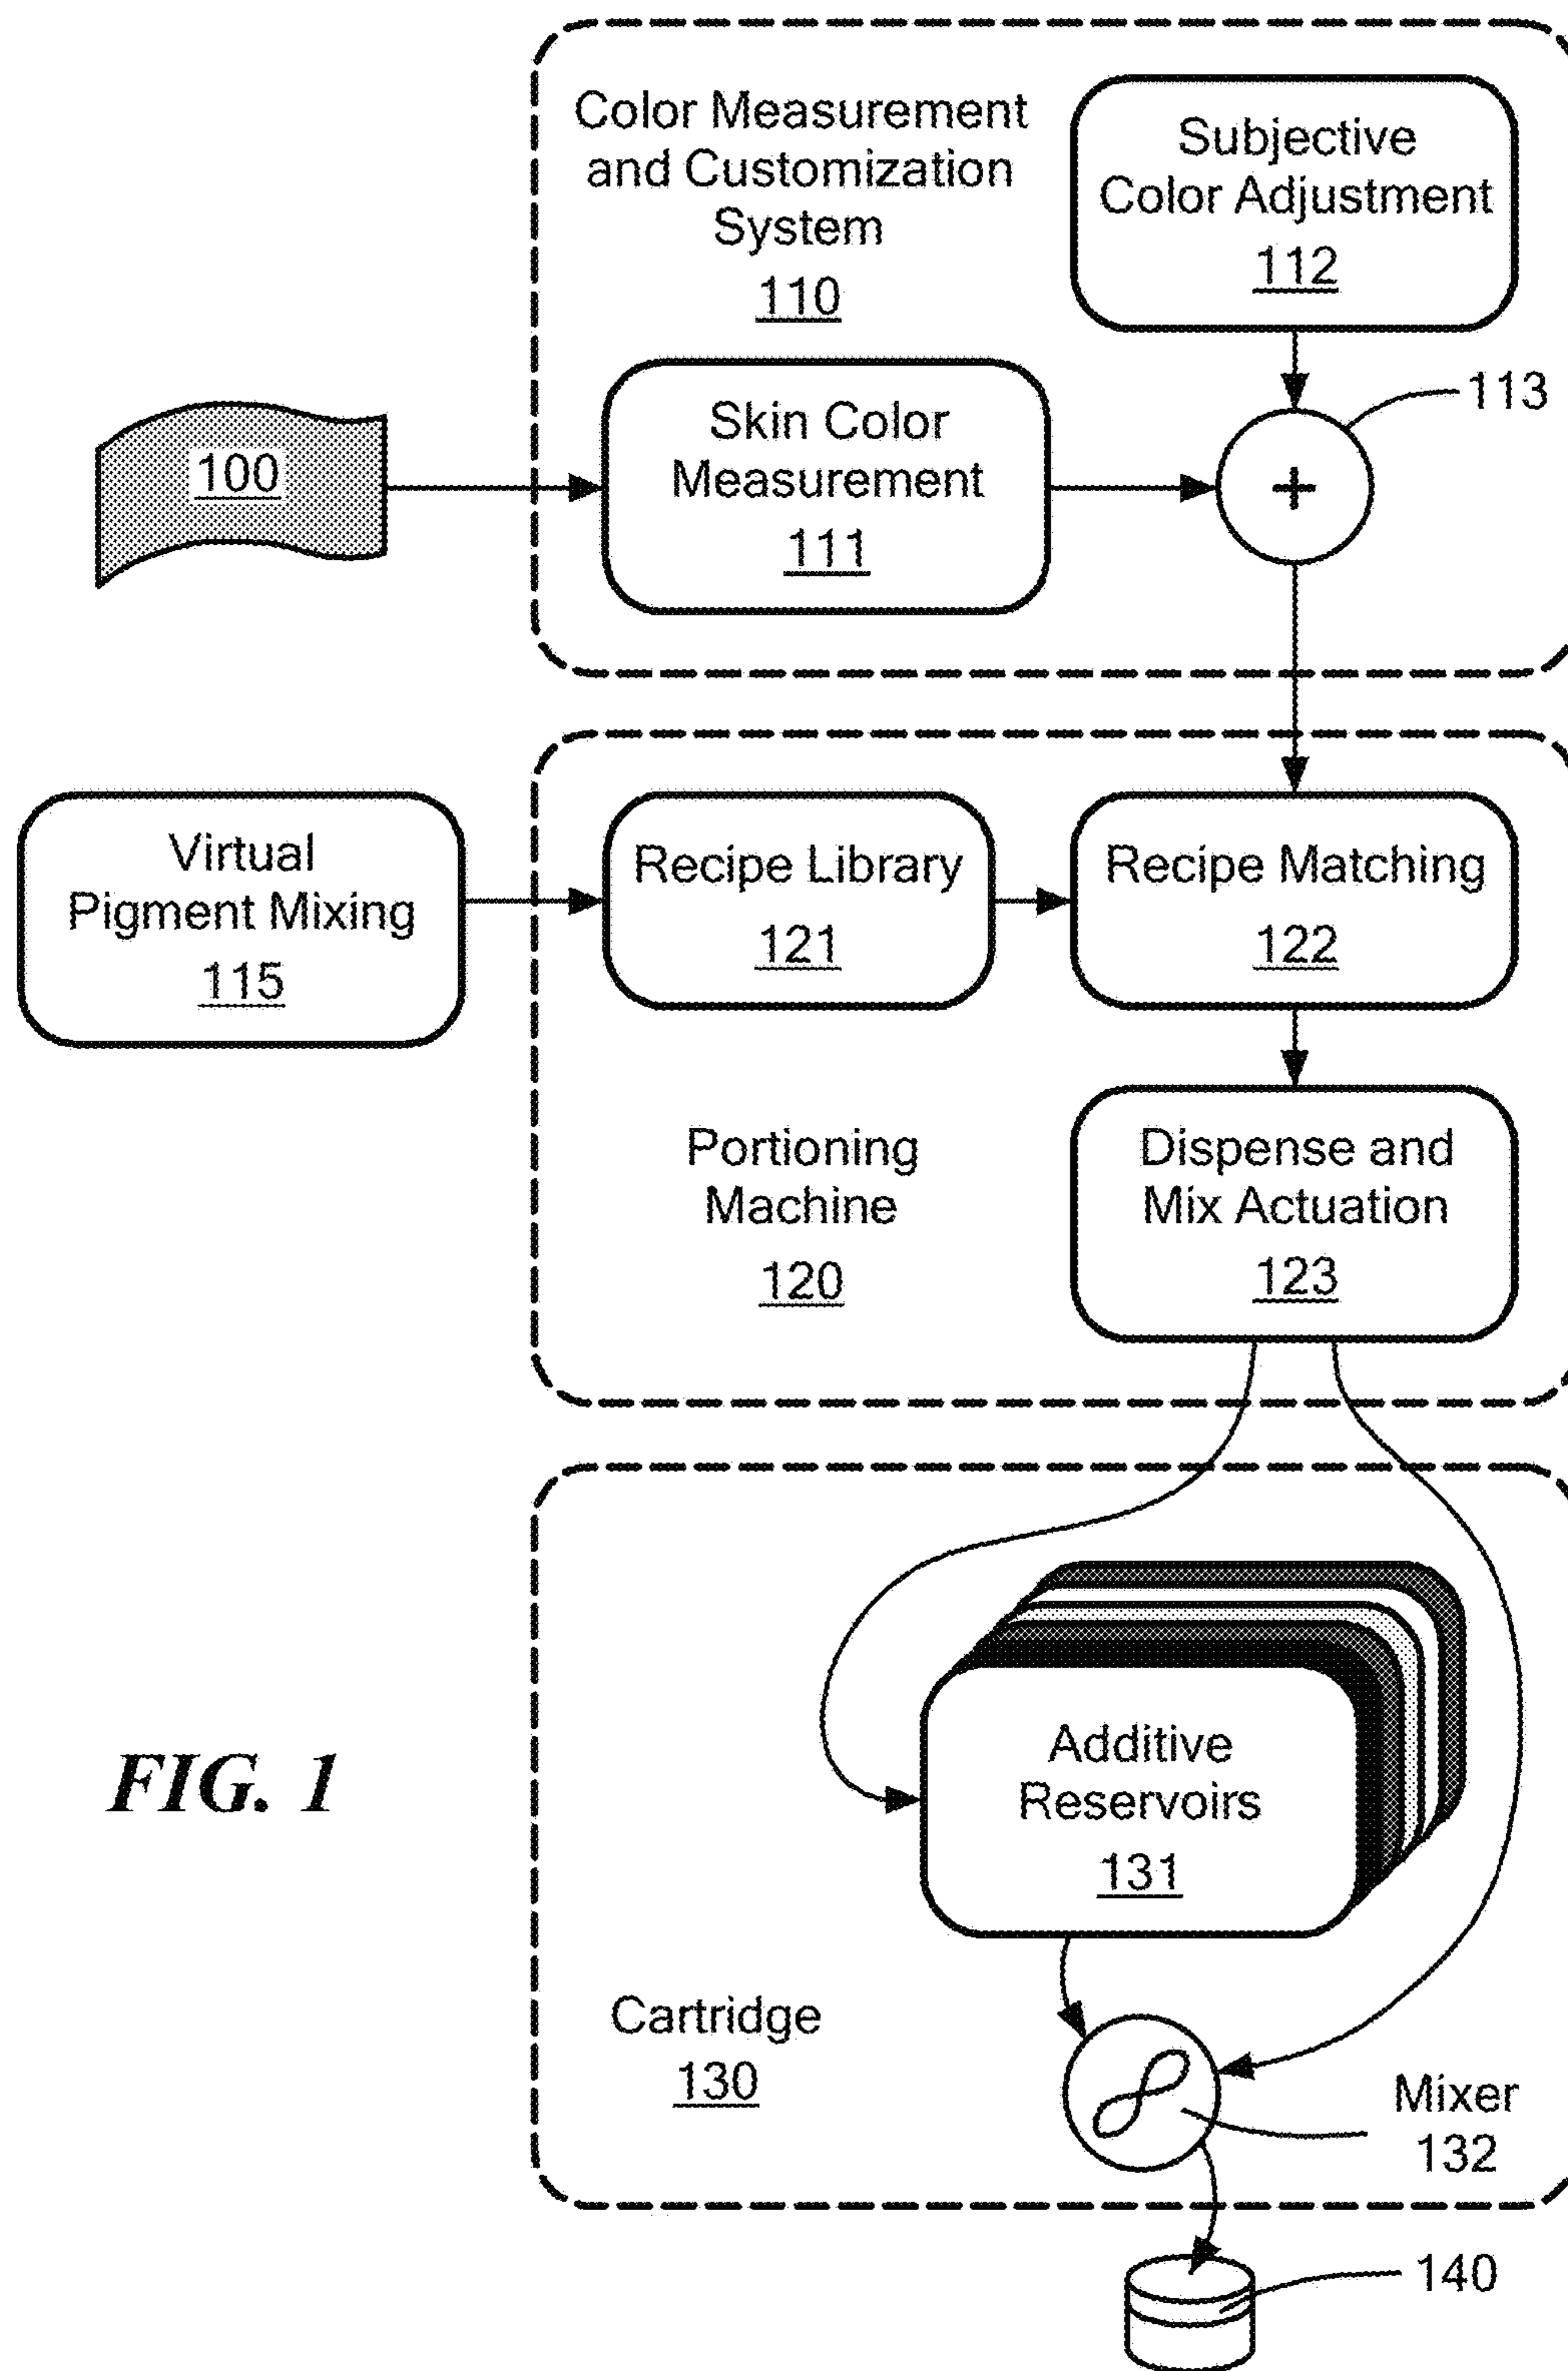 Color Measurement
and Customization
System
110
Subjective
Color Adjustment
112
113
100
Skin Color
Measurement
111
+
Virtual
Pigment Mixing
115
Recipe Library
121
Recipe Matching
122
Portioning
Machine
120
Dispense and
Mix Actuation
123
FIG. 1
Additive
Reservoirs
131
Cartridge
130
Mixer
132
140